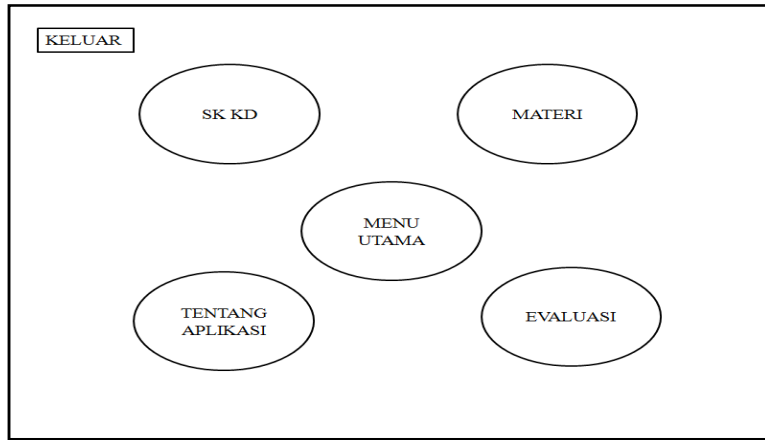 KELUAR
SK KD
MATERI
MENU
UTAMA
TENTANG
APLIKASI
EVALUASI